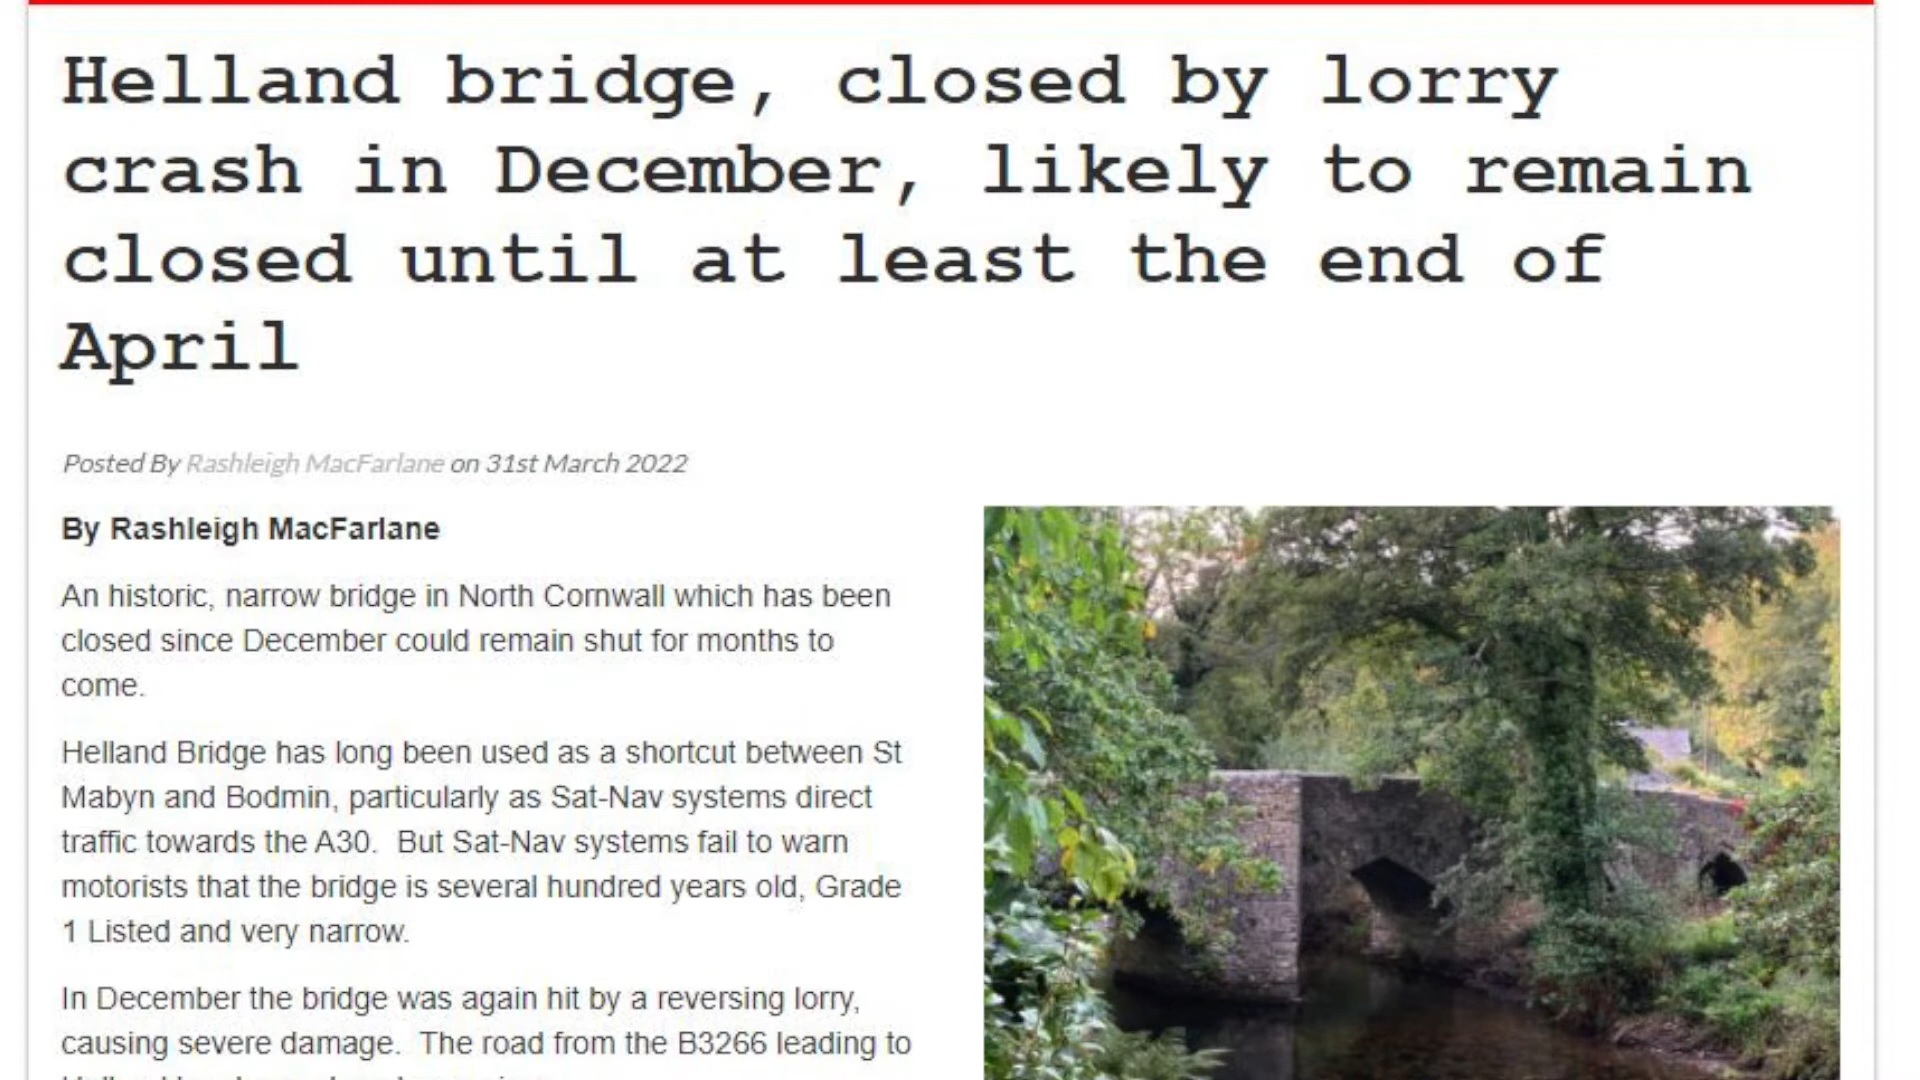 Helland bridge, closed by lorry
crash in December, likely to remain
closed until at least the end of
April
Posted By Rashleigh MacFarlane on 31st March 2022
By Rashleigh MacFarlane
An historic, narrow bridge in North Cornwall which has been
closed since December could remain shut for months to
come.
Helland Bridge has long been used as a shortcut between St
Mabyn and Bodmin, particularly as Sat-Nav systems direct
traffic towards the A30.  But Sat-Nav systems fail to warn
motorists that the bridge is several hundred years old, Grade
1 Listed and very narrow.
In December the bridge was again hit by a reversing lorry,
causing severe damage.  The road from the B3266 leading to